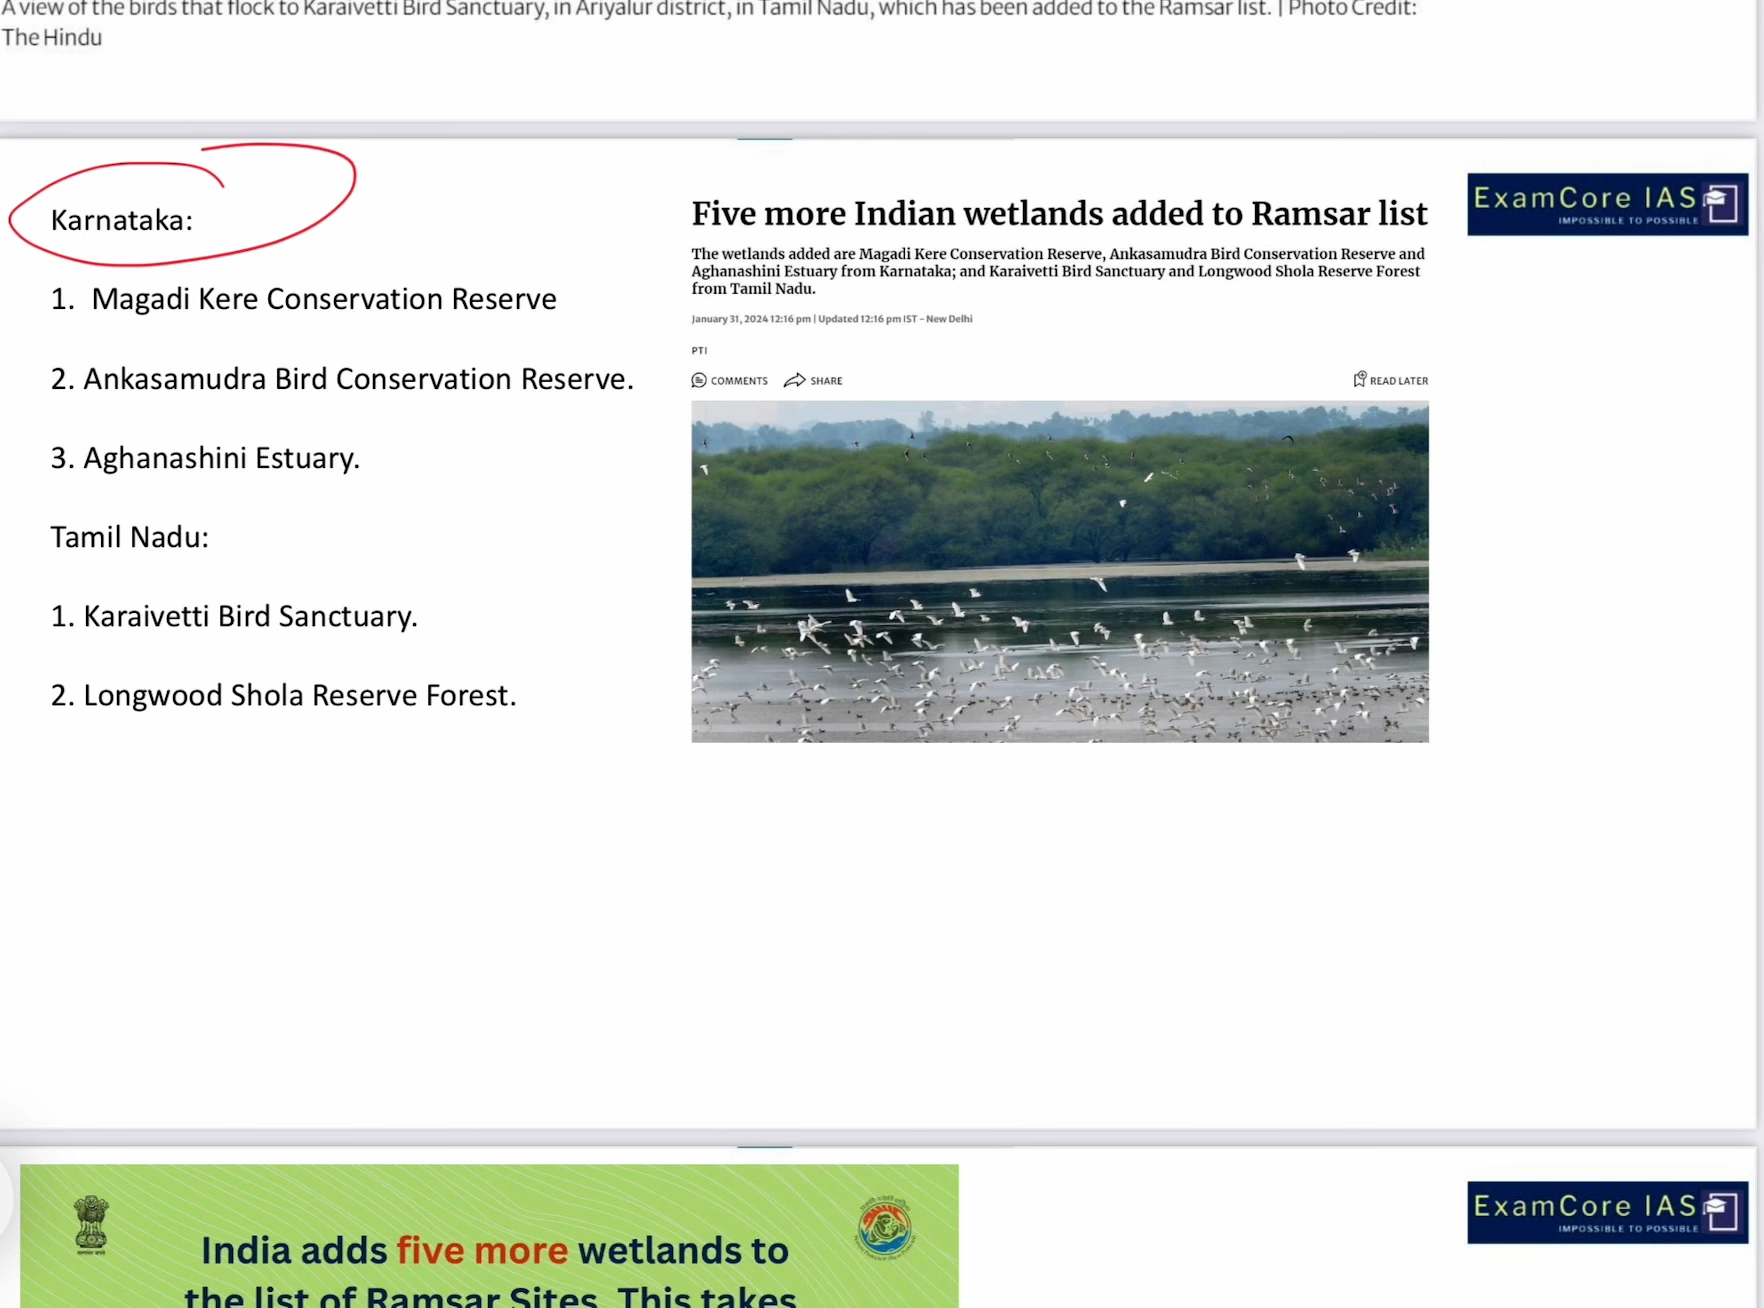 A view of the birds that flock to Karaivetti Bird Sanctuary, in Ariyalur district, in Tamil Nadu, which has been added to the Ramsar list. | Photo Credit:
The Hindu
Karnataka:
1. Magadi Kere Conservation Reserve
2. Ankasamudra Bird Conservation Reserve.
3. Aghanashini Estuary.
Tamil Nadu:
1. Karaivetti Bird Sanctuary.
2. Longwood Shola Reserve Forest.
Five more Indian wetlands added to Ramsar list
The wetlands added are Magadi Kere Conservation Reserve, Ankasamudra Bird Conservation Reserve and
Aghanashini Estuary from Karnataka; and Karaivetti Bird Sanctuary and Longwood Shola Reserve Forest
from Tamil Nadu.
January 31, 2024 12:16 pm | Updated 12:16 pm IST - New Delhi
PTI
COMMENTS SHARE READ LATER
ExamCore IAS
IMPOSSIBLE TO POSSIBLE
India adds five more wetlands to
the list of Ramsar Sites. This takes
ExamCore IAS
IMPOSSIBLE TO POSSIBLE